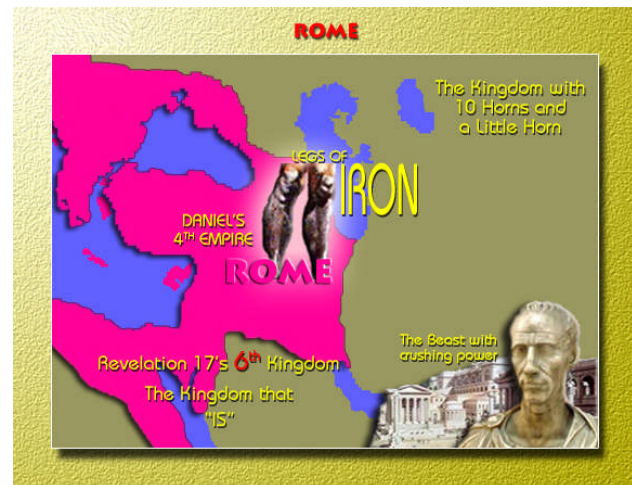 ROME
The Kingdom with
10 Horns and
a Little Horn
LEGS OF
IRON
DANIEL'S
4TH EMPIRE
ROME
The Beast with
crushing power
Revelation 17's 6th Kingdom
The Kingdom that
"IS"